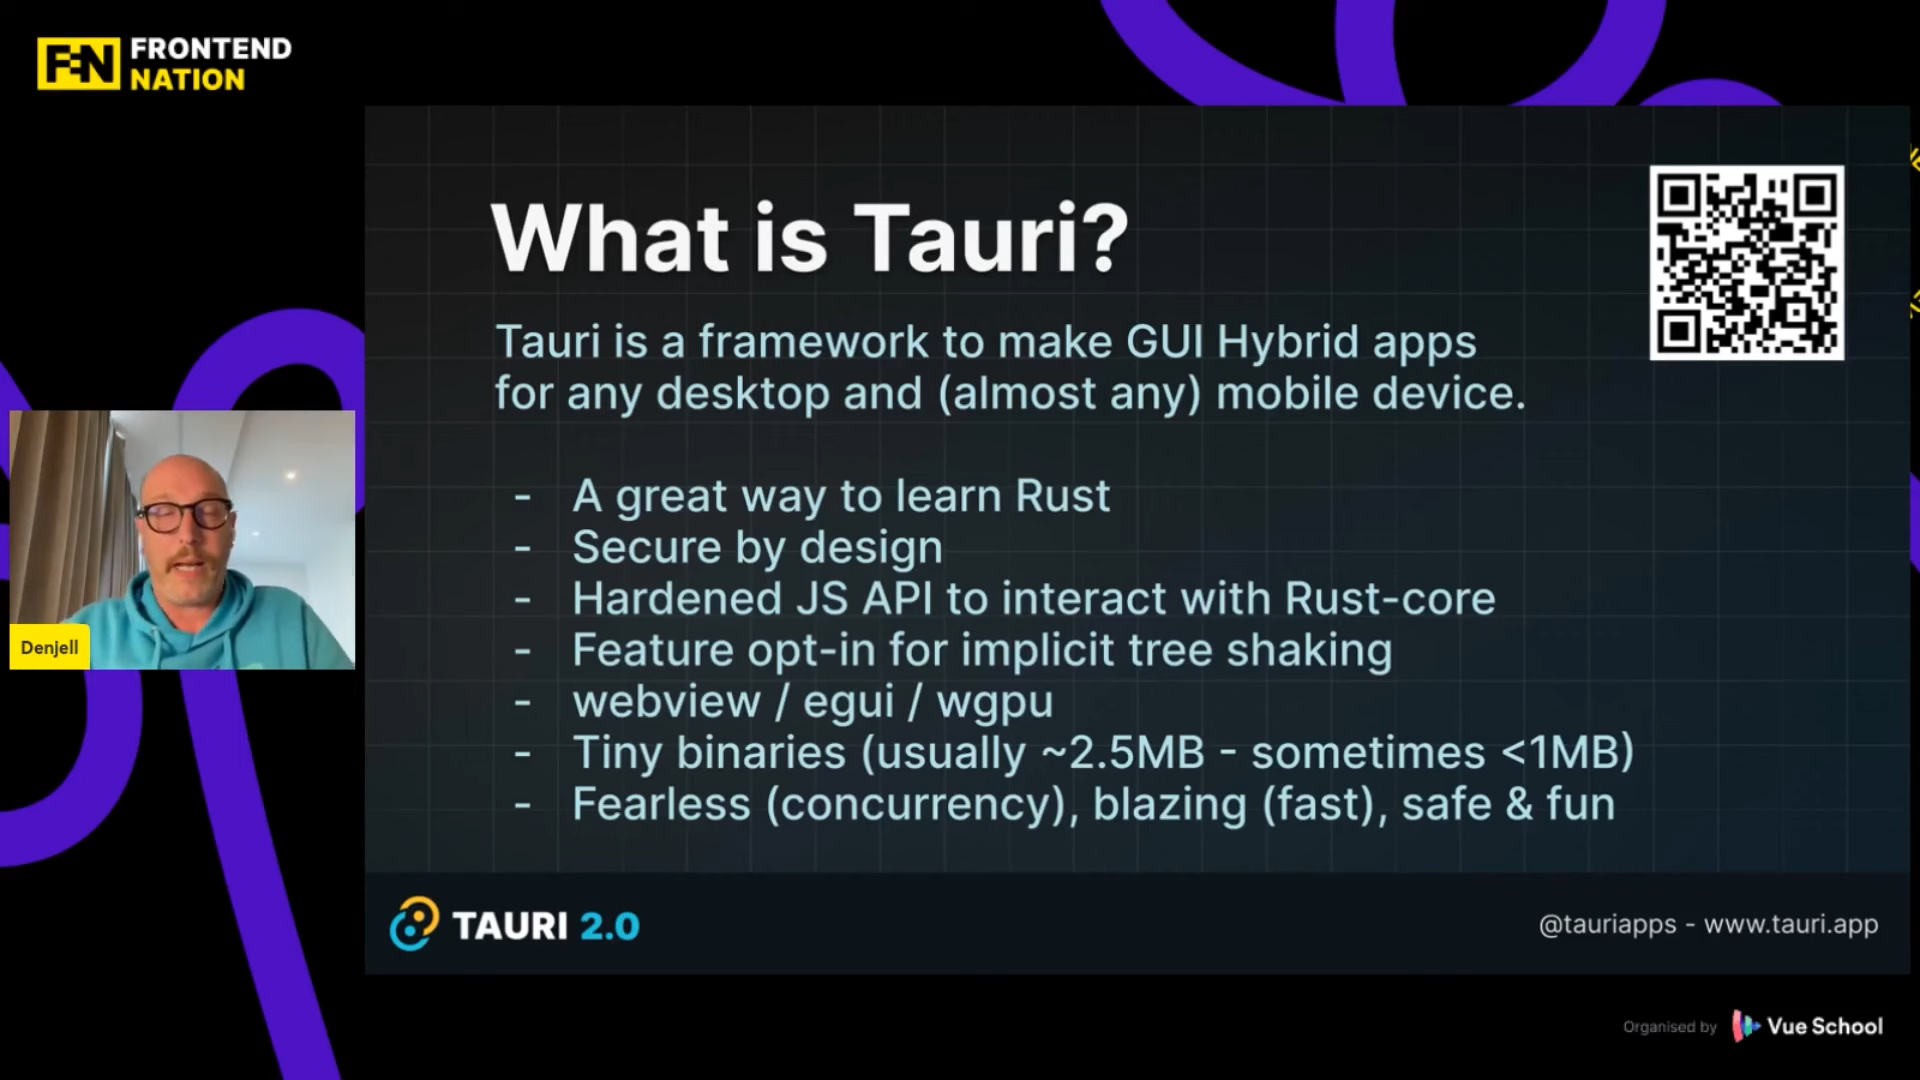 FRONTEND
NATION
What is Tauri?
Tauri is a framework to make GUI Hybrid apps
for any desktop and (almost any) mobile device.
- A great way to learn Rust
- Secure by design
- Hardened JS API to interact with Rust-core
- Feature opt-in for implicit tree shaking
- webview / egui / wgpu
- Tiny binaries (usually ~2.5MB - sometimes <1MB)
- Fearless (concurrency), blazing (fast), safe & fun
Denjell
TAURI 2.0
@tauriapps - www.tauri.app
Organised by Vue School